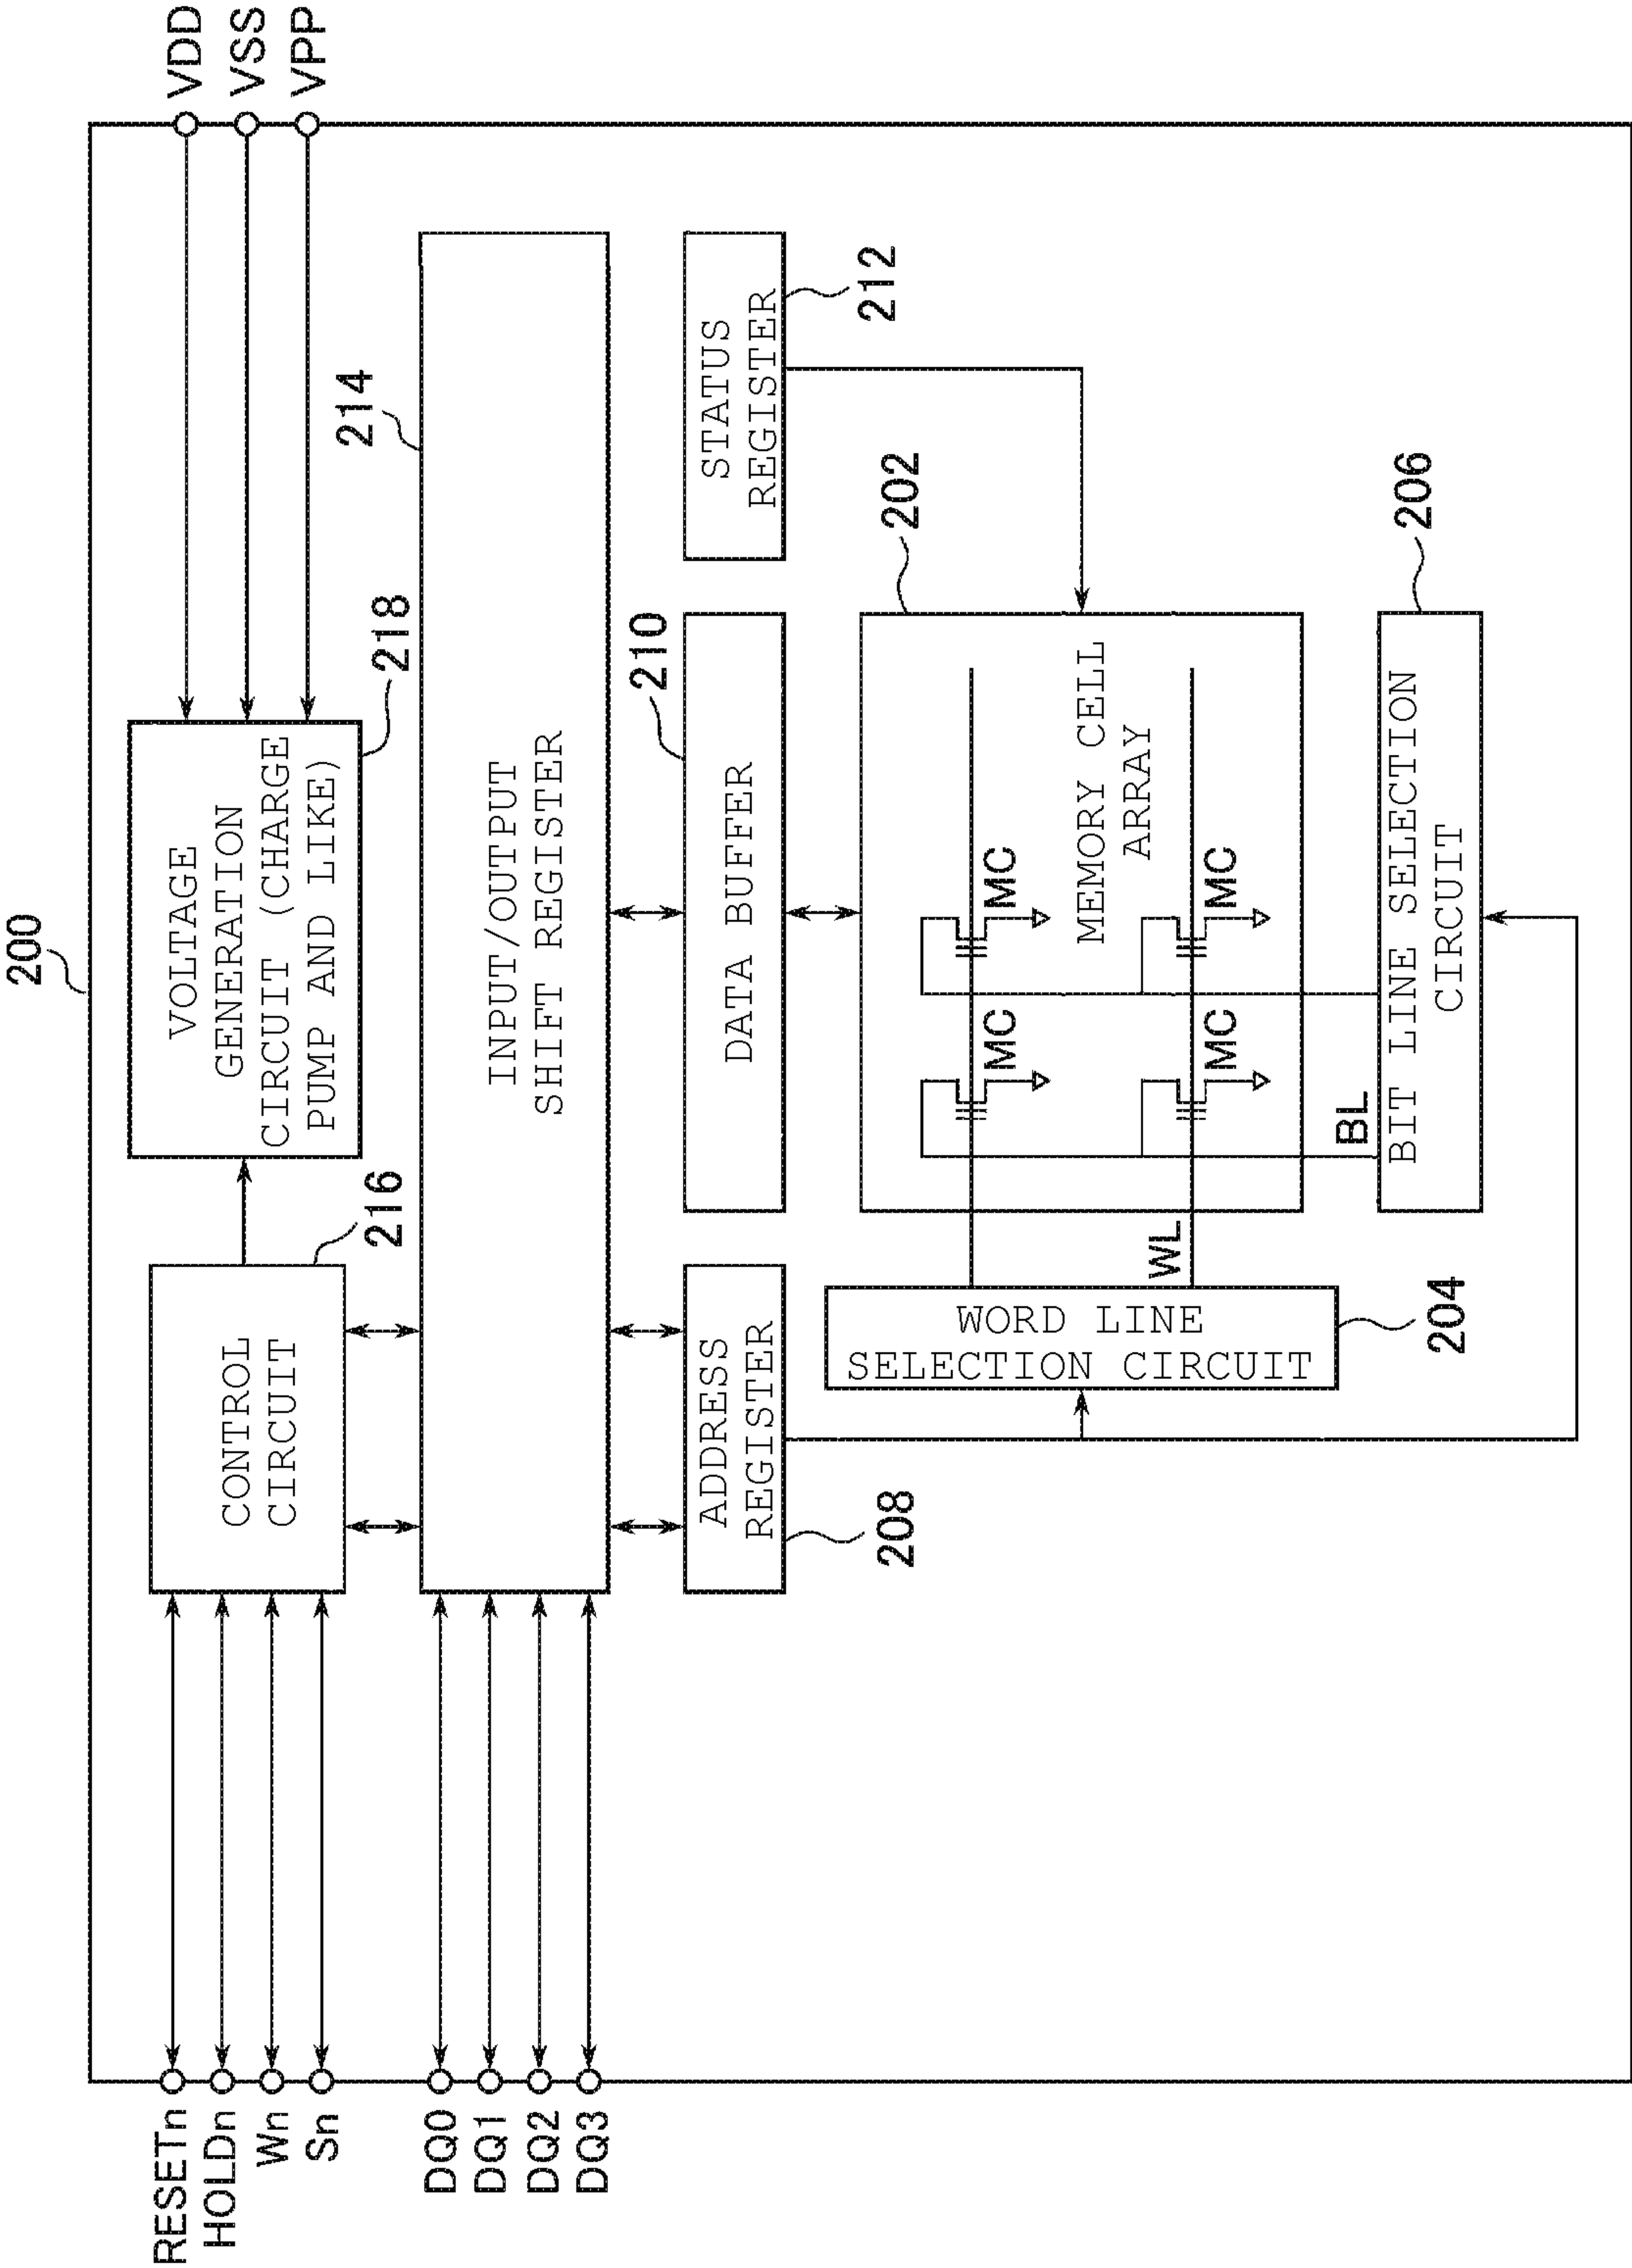 200
RESETn
HOLDn
Wn
Sn
CONTROL
CIRCUIT
216
VOLTAGE
GENERATION
CIRCUIT (CHARGE
PUMP AND LIKE)
218
VDD
VSS
VPP
DQ0
DQ1
DQ2
DQ3
INPUT/OUTPUT
SHIFT REGISTER
214
ADDRESS
REGISTER
208
DATA BUFFER
210
STATUS
REGISTER
212
WORD LINE
SELECTION CIRCUIT
204
WL
MC
MC
MC
MC
MEMORY CELL
ARRAY
202
BL
BIT LINE SELECTION
CIRCUIT
206